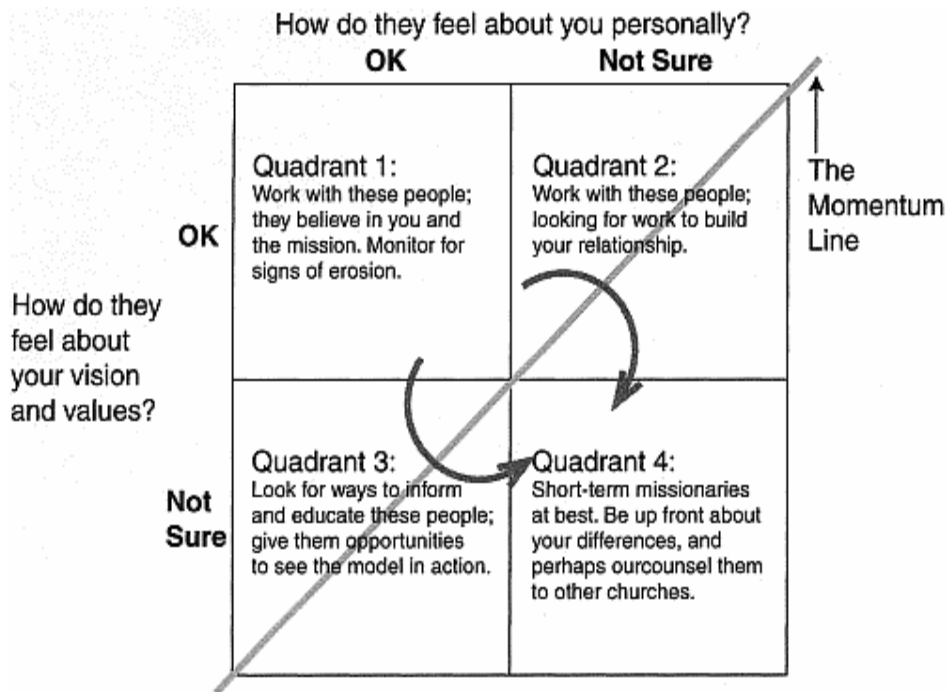 How do they feel about you personally?
OK
Not Sure
The
Momentum
Line
How do they
feel about
your vision
and values?
OK
Quadrant 1:
Work with these people;
they believe in you and
the mission. Monitor for
signs of erosion.
Quadrant 2:
Work with these people;
looking for work to build
your relationship.
Not
Sure
Quadrant 3:
Look for ways to inform
and educate these people;
give them opportunities
to see the model in action.
Quadrant 4:
Short-term missionaries
at best. Be up front about
your differences, and
perhaps ourcounsel them
to other churches.